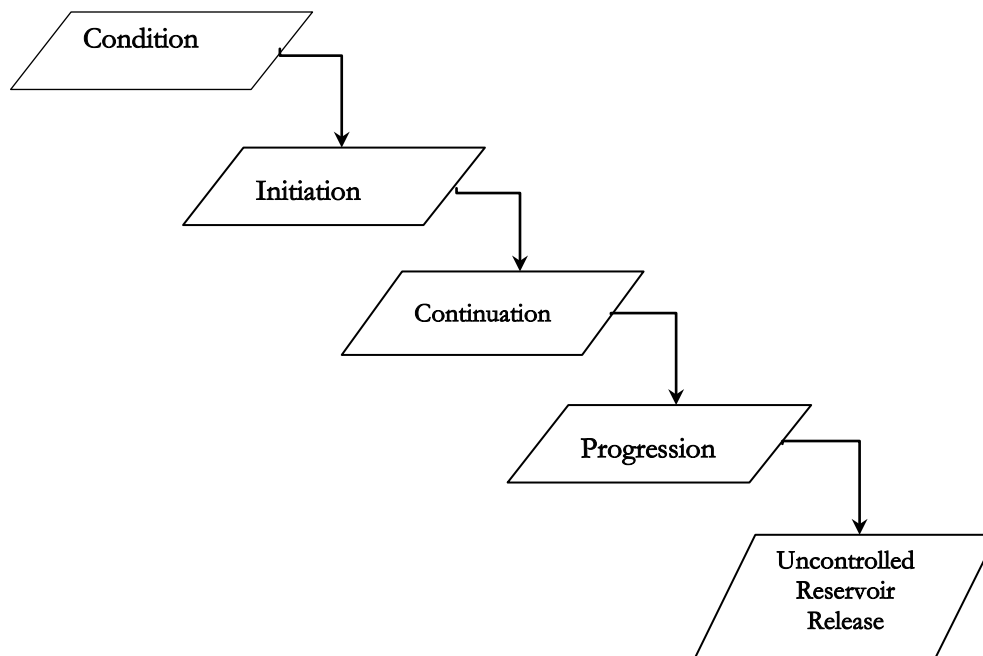 Condition
Initiation
Continuation
Progression
Uncontrolled
Reservoir
Release